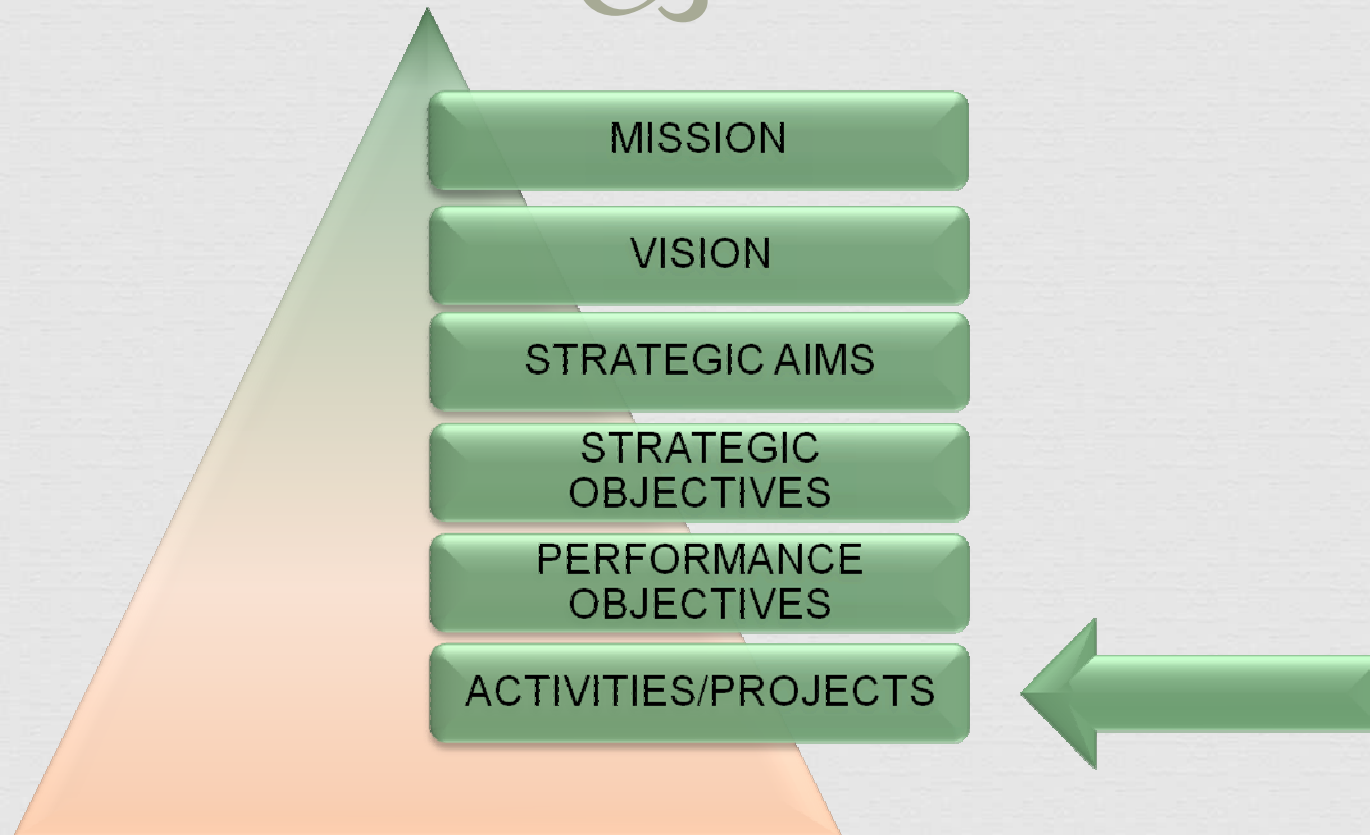 MISSION
VISION
STRATEGIC AIMS
STRATEGIC
OBJECTIVES
PERFORMANCE
OBJECTIVES
ACTIVITIES/PROJECTS